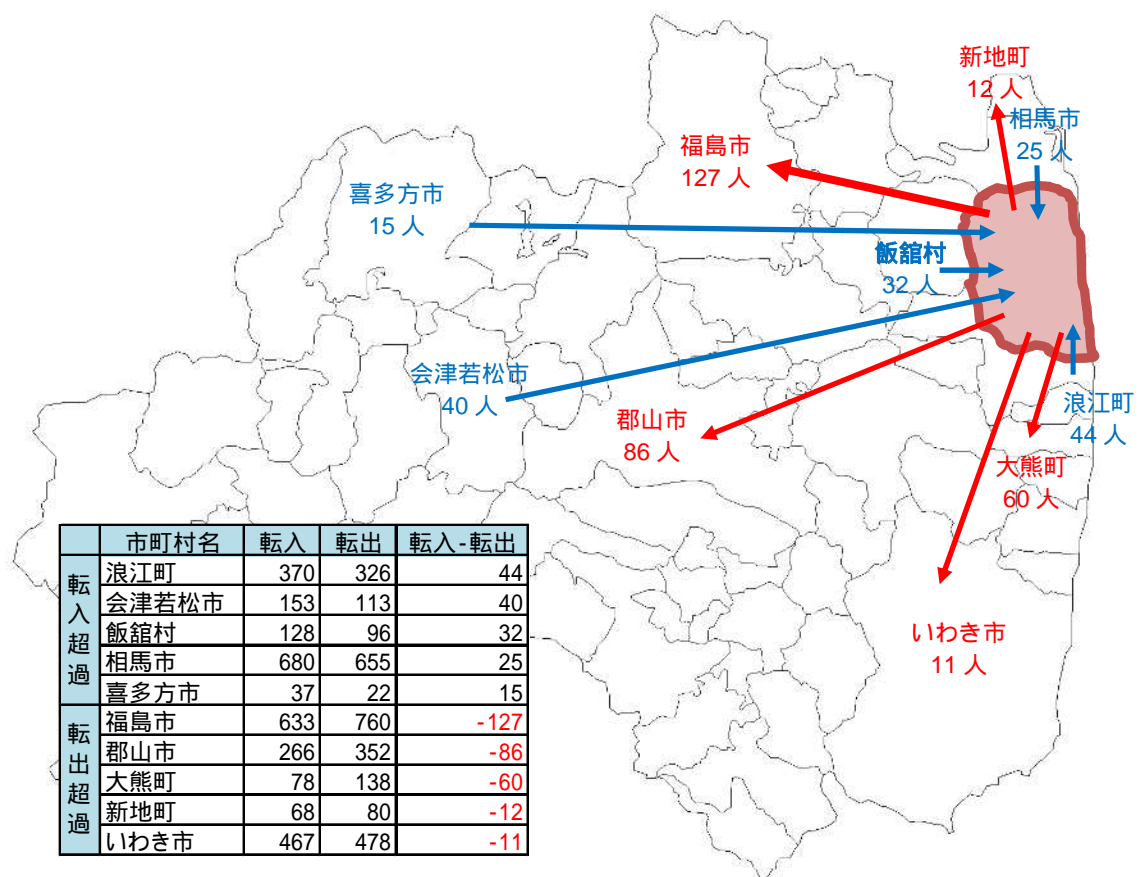 新地町
12 人
相馬市
25 人
福島市
127 人
喜多方市
15 人
飯舘村
32 人
会津若松市
40 人
浪江町
44 人
郡山市
86 人
大熊町
60 人
いわき市
11 人
市町村名 転入 転出 転入-転出
転入超過
浪江町 370 326 44
会津若松市 153 113 40
飯舘村 128 96 32
相馬市 680 655 25
喜多方市 37 22 15
転出超過
福島市 633 760 -127
郡山市 266 352 -86
大熊町 78 138 -60
新地町 68 80 -12
いわき市 467 478 -11